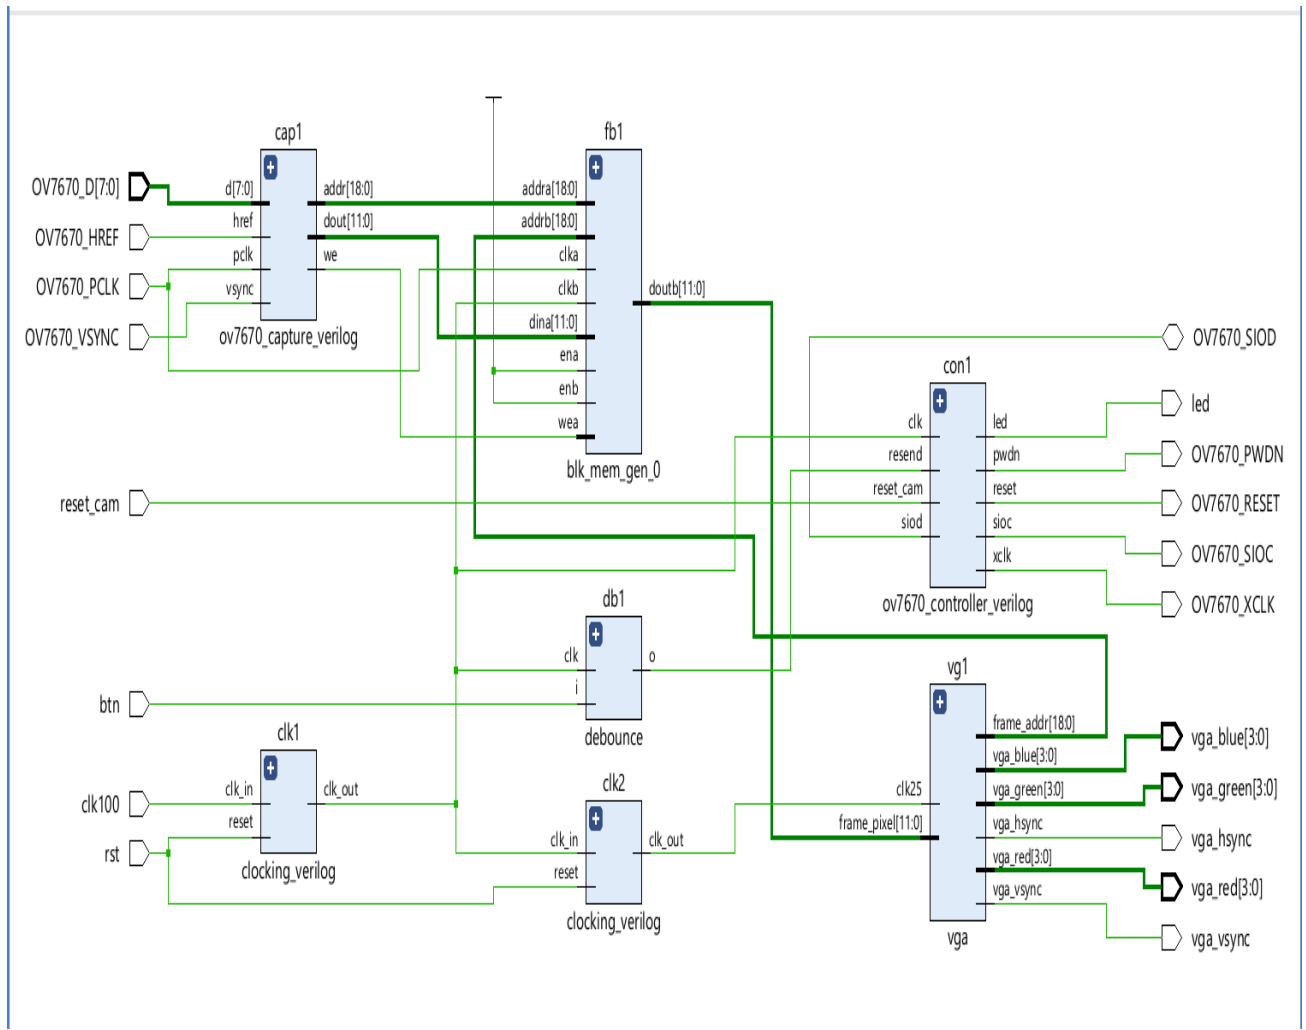 cap1
OV7670_D[7:0]
OV7670_HREF
OV7670_PCLK
OV7670_VSYNC
d[7:0]
href
pclk
vsync
addr[18:0]
dout[11:0]
we
ov7670_capture_verilog
fb1
addra[18:0]
addrb[18:0]
clka
clkb
dina[11:0]
ena
enb
wea
doutb[11:0]
blk_mem_gen_0
reset_cam
con1
clk
resend
reset_cam
siod
led
pwdn
reset
sioc
xclk
ov7670_controller_verilog
OV7670_SIOD
led
OV7670_PWDN
OV7670_RESET
OV7670_SIOC
OV7670_XCLK
db1
clk
i
o
debounce
btn
clk100
rst
clk1
clk_in
reset
clk_out
clocking_verilog
clk2
clk_in
reset
clk_out
clocking_verilog
vg1
clk25
frame_pixel[11:0]
frame_addr[18:0]
vga_blue[3:0]
vga_green[3:0]
vga_hsync
vga_red[3:0]
vga_vsync
vga
vga_blue[3:0]
vga_green[3:0]
vga_hsync
vga_red[3:0]
vga_vsync